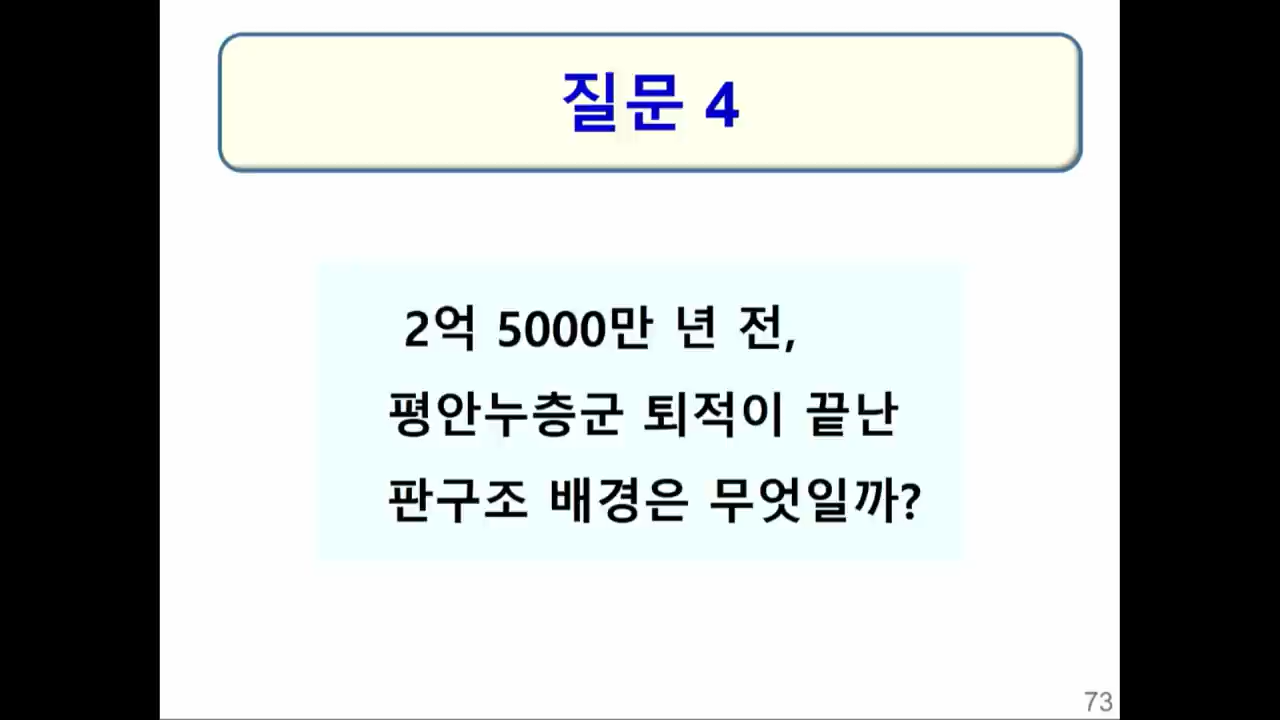 질문 4
2억 5000만 년 전,
평안누층군 퇴적이 끝난
판구조 배경은 무엇일까?
73